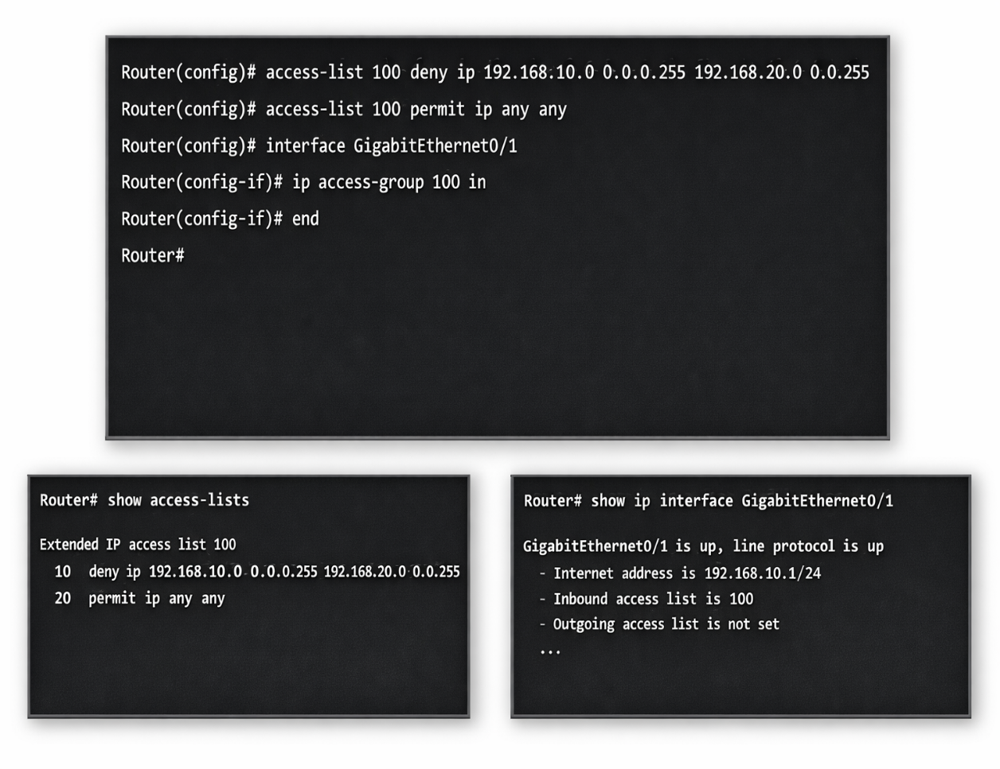 Router(config)# access-list 100 deny ip 192.168.10.0 0.0.0.255 192.168.20.0 0.0.255
Router(config)# access-list 100 permit ip any any
Router(config)# interface GigabitEthernet0/1
Router(config-if)# ip access-group 100 in
Router(config-if)# end
Router#
Router# show access-lists
Extended IP access list 100
10 deny ip 192.168.10.0 0.0.0.255 192.168.20.0 0.0.255
20 permit ip any any
Router# show ip interface GigabitEthernet0/1
GigabitEthernet0/1 is up, line protocol is up
- Internet address is 192.168.10.1/24
- Inbound access list is 100
- Outgoing access list is not set
...